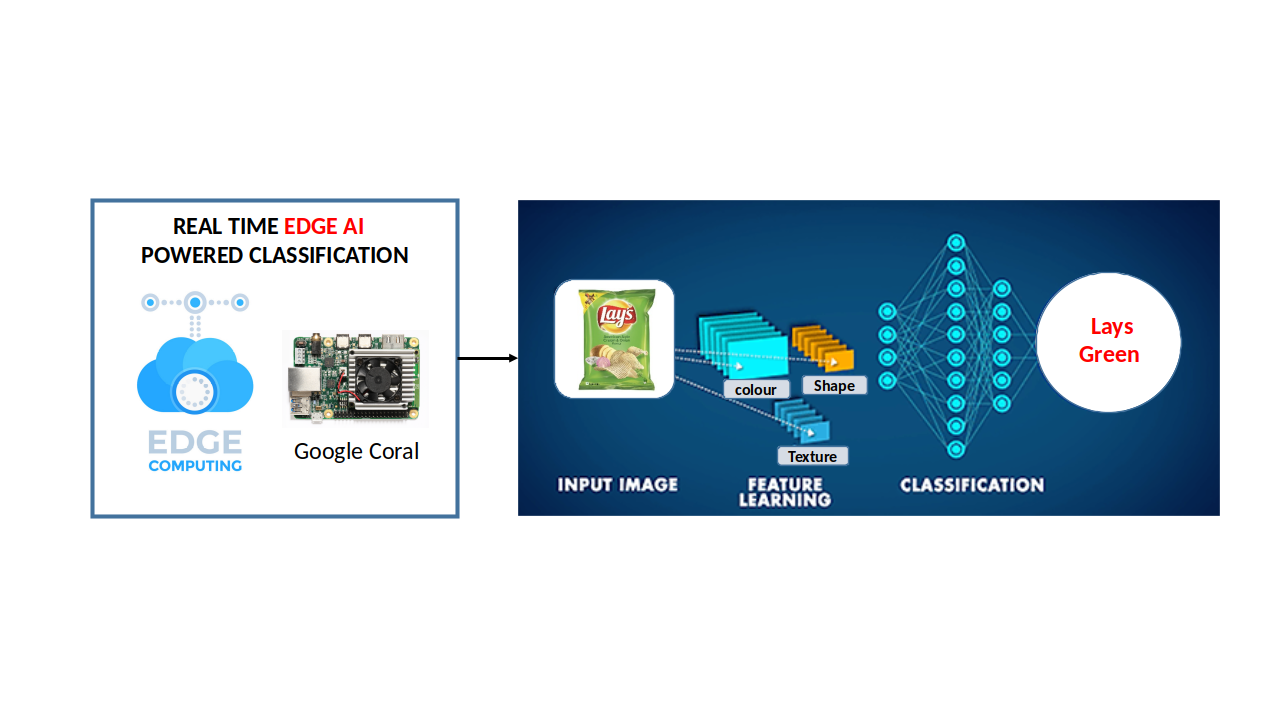 REAL TIME EDGE AI
POWERED CLASSIFICATION
EDGE
COMPUTING
Google Coral
Lay's
colour
Shape
Texture
INPUT IMAGE
FEATURE
LEARNING
CLASSIFICATION
Lays
Green